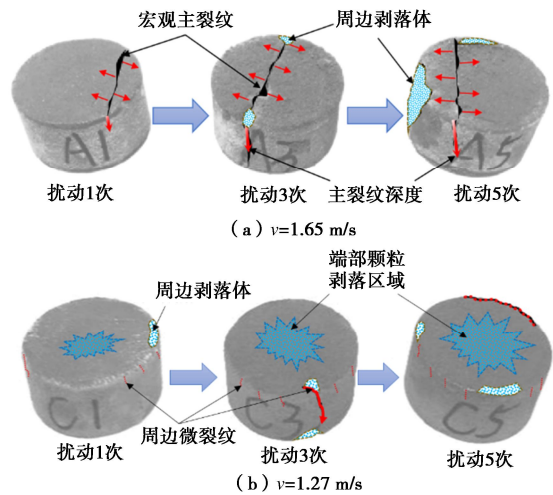 宏观主裂纹
周边剥落体
A1
A3
A5
扰动1次
扰动3次
主裂纹深度
扰动5次
（a）v=1.65 m/s
周边剥落体
端部颗粒
剥落区域
C1
C3
C5
周边微裂纹
扰动1次
扰动3次
扰动5次
（b）v=1.27 m/s